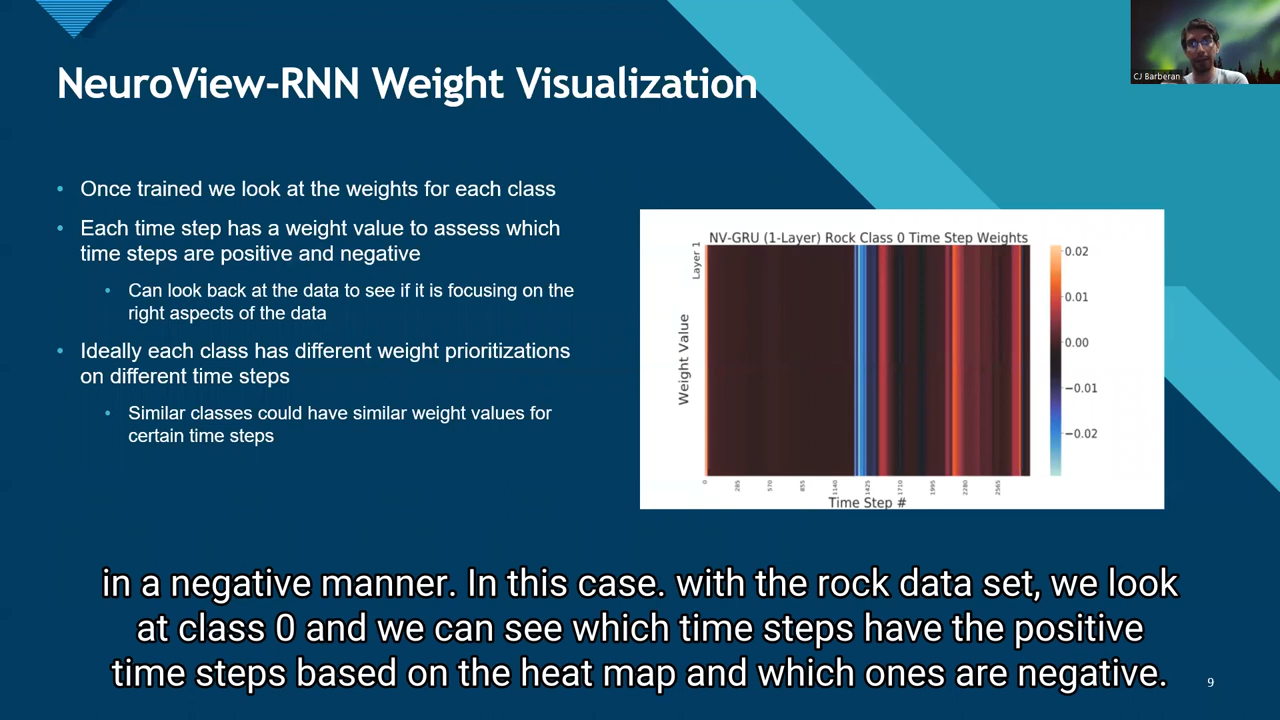 CJ Barberan
NeuroView-RNN Weight Visualization
• Once trained we look at the weights for each class
• Each time step has a weight value to assess which
time steps are positive and negative
• Can look back at the data to see if it is focusing on the
right aspects of the data
• Ideally each class has different weight prioritizations
on different time steps
• Similar classes could have similar weight values for
certain time steps
NV-GRU (1-Layer) Rock Class 0 Time Step Weights
Layer 1
Weight Value
0 285 570 855 1140 1425 1710 1995 2280 2565
Time Step #
0.02
0.01
0.00
−0.01
−0.02
in a negative manner. In this case. with the rock data set, we look
at class 0 and we can see which time steps have the positive
time steps based on the heat map and which ones are negative.
9